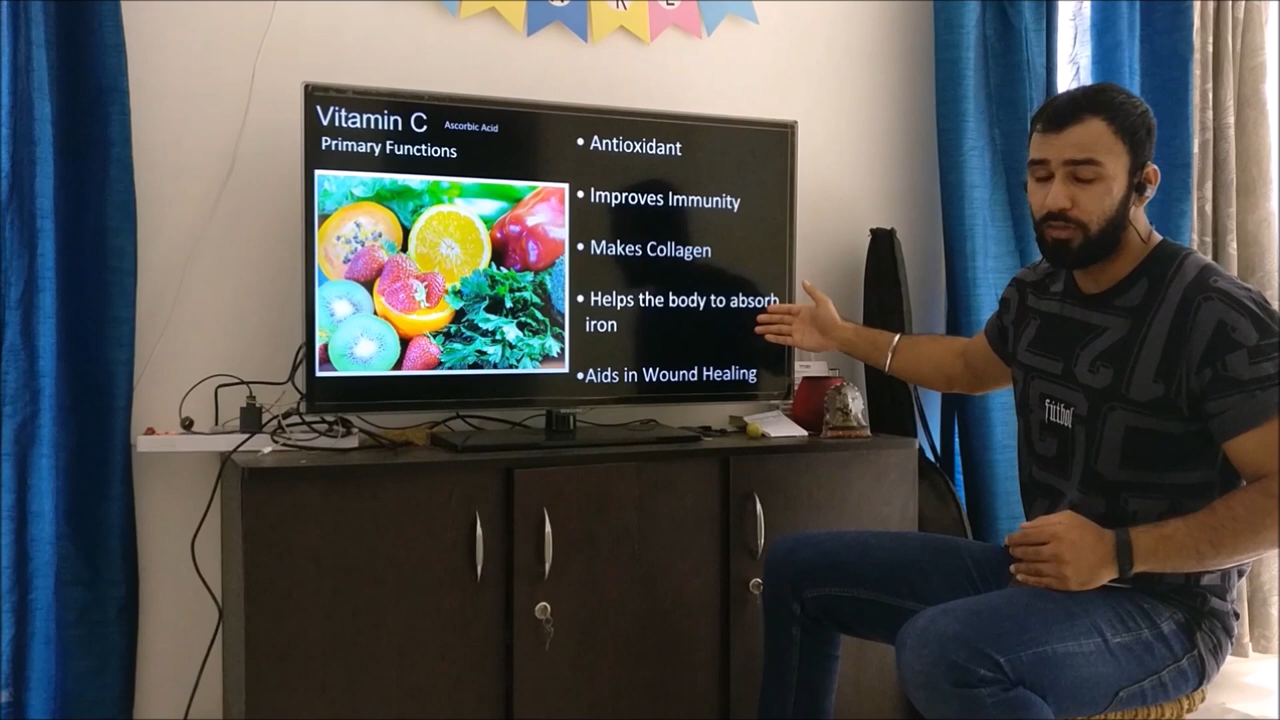 Vitamin C Ascorbic Acid
Primary Functions
• Antioxidant
• Improves Immunity
• Makes Collagen
• Helps the body to absorb
iron
•Aids in Wound Healing
fútbol